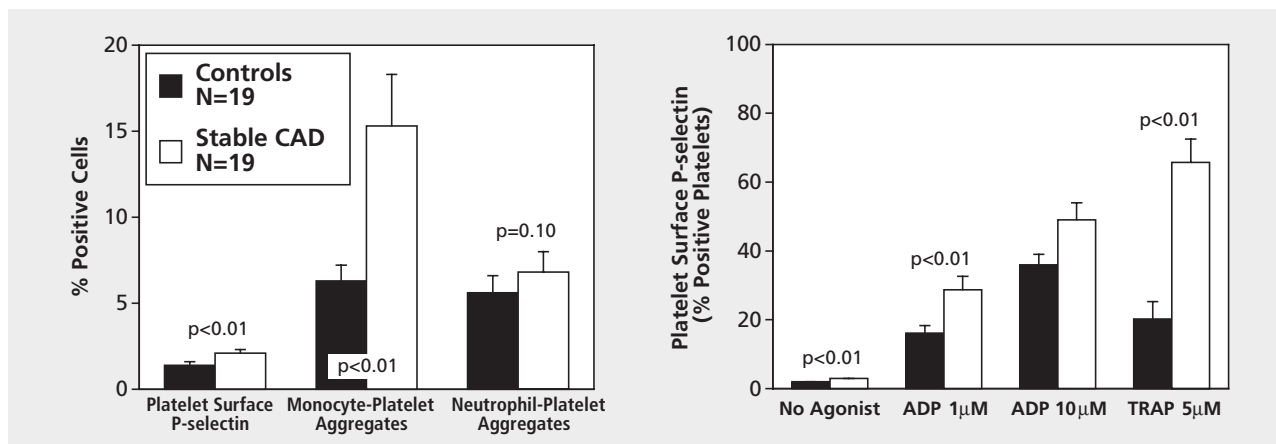 20
15
10
5
0
% Positive Cells
Controls
N=19
Stable CAD
N=19
p<0.01
p<0.01
p=0.10
Platelet Surface
P-selectin
Monocyte-Platelet
Aggregates
Neutrophil-Platelet
Aggregates
100
80
60
40
20
0
Platelet Surface P-selectin
(% Positive Platelets)
p<0.01
p<0.01
p<0.01
No Agonist
ADP 1μM
ADP 10μM
TRAP 5μM